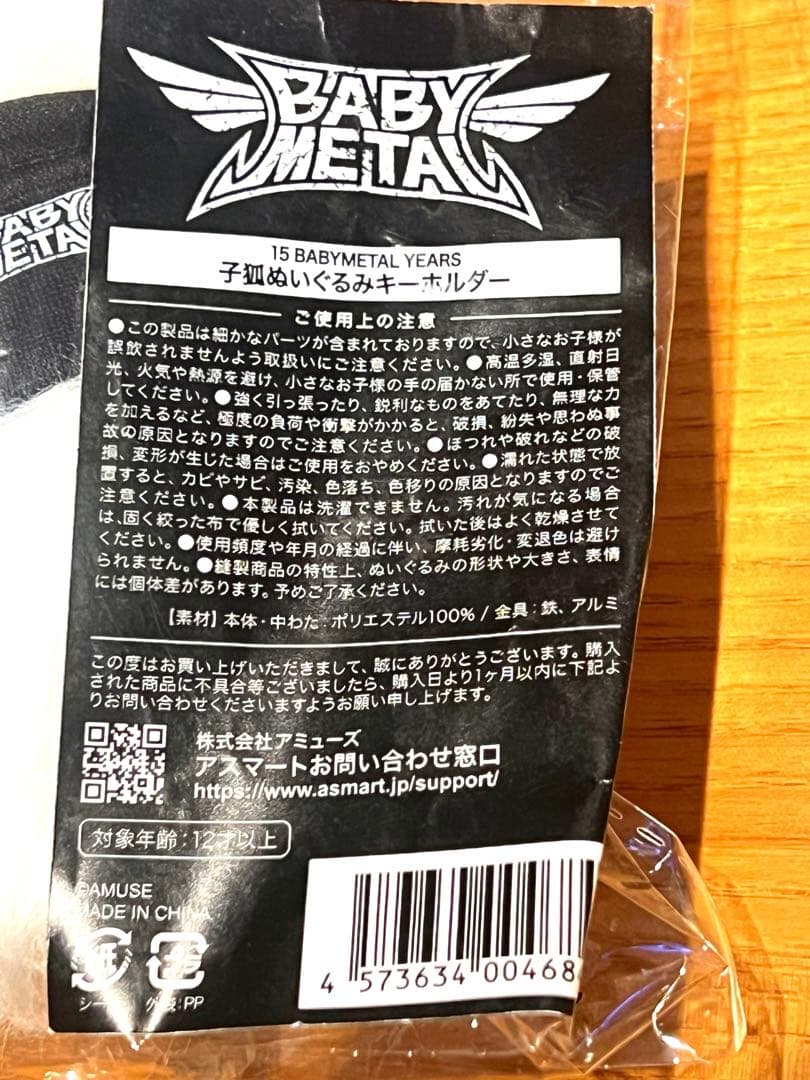 BABY
METAL
BABY
METAL
15 BABYMETAL YEARS
子狐ぬいぐるみキーホルダー
ご使用上の注意
●この製品は細かなパーツが含まれておりますので、小さなお子様が
誤飲されませんよう取扱いにご注意ください。●高温多湿、直射日
光、火気や熱源を避け、小さなお子様の手の届かない所で使用・保管
してください。●強く引っ張ったり、鋭利なものをあてたり、無理な力
を加えるなど、極度の負荷や衝撃がかかると、破損、紛失や思わぬ事
故の原因となりますのでご注意ください。●ほつれや破れなどの破
損、変形が生じた場合はご使用をおやめください。●濡れた状態で放
置すると、カビやサビ、汚染、色落ち、色移りの原因となりますのでご
注意ください。●本製品は洗濯できません。汚れが気になる場合
は、固く絞った布で優しく拭いてください。拭いた後はよく乾燥させて
ください。●使用頻度や年月の経過に伴い、摩耗劣化・変退色は避け
られません。●縫製商品の特性上、ぬいぐるみの形状や大きさ、表情
には個体差があります。予めご了承ください。
【素材】本体・中わた:ポリエステル100% / 金具:鉄、アルミ
この度はお買い上げいただきまして、誠にありがとうございます。購入
された商品に不具合等ございましたら、購入日より1ヶ月以内に下記よ
りお問い合わせくださいますようお願い申し上げます。
株式会社アミューズ
アスマートお問い合わせ窓口
https://www.asmart.jp/support/
対象年齢:12才以上
©AMUSE
MADE IN CHINA
紙 プラ
外装:PP
4 573634 00468